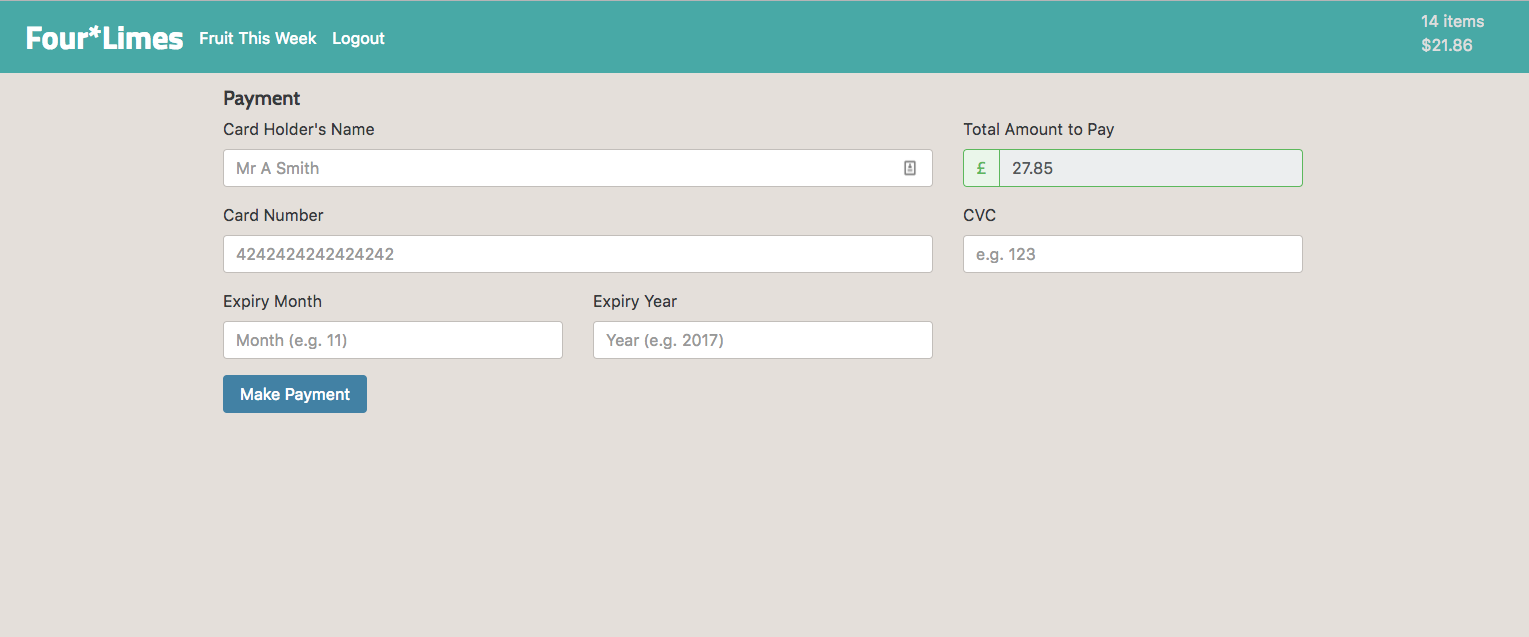 Four*Limes Fruit This Week Logout
14 items
$21.86
Payment
Card Holder's Name
Mr A Smith
Total Amount to Pay
£ 27.85
Card Number
4242424242424242
CVC
e.g. 123
Expiry Month
Month (e.g. 11)
Expiry Year
Year (e.g. 2017)
Make Payment